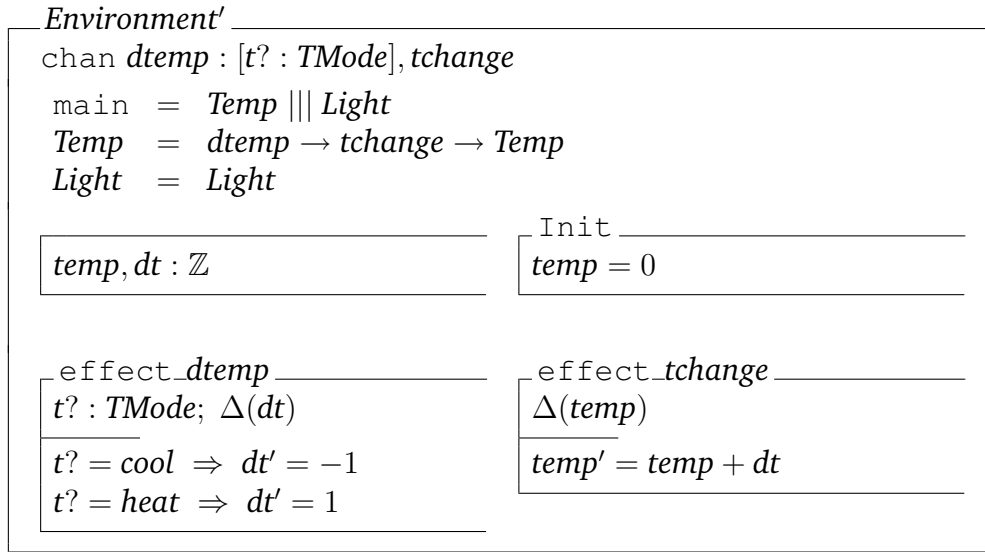 Environment′
chan dtemp : [t? : TMode], tchange
main = Temp ||| Light
Temp = dtemp → tchange → Temp
Light = Light
temp, dt : ℤ
Init
temp = 0
effect_dtemp
t? : TMode; Δ(dt)
t? = cool ⇒ dt′ = −1
t? = heat ⇒ dt′ = 1
effect_tchange
Δ(temp)
temp′ = temp + dt